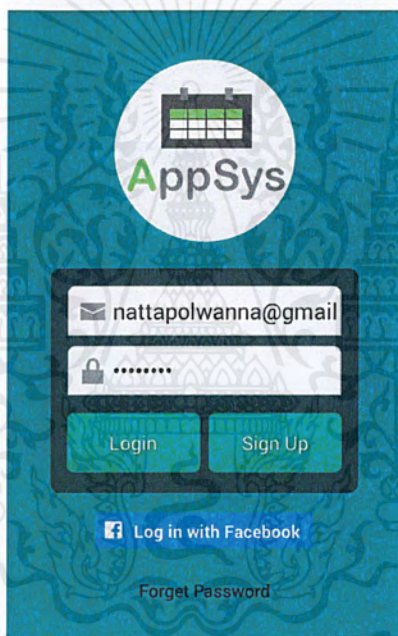 AppSys
nattapolwanna@gmail
••••••••
Login Sign Up
Log in with Facebook
Forget Password